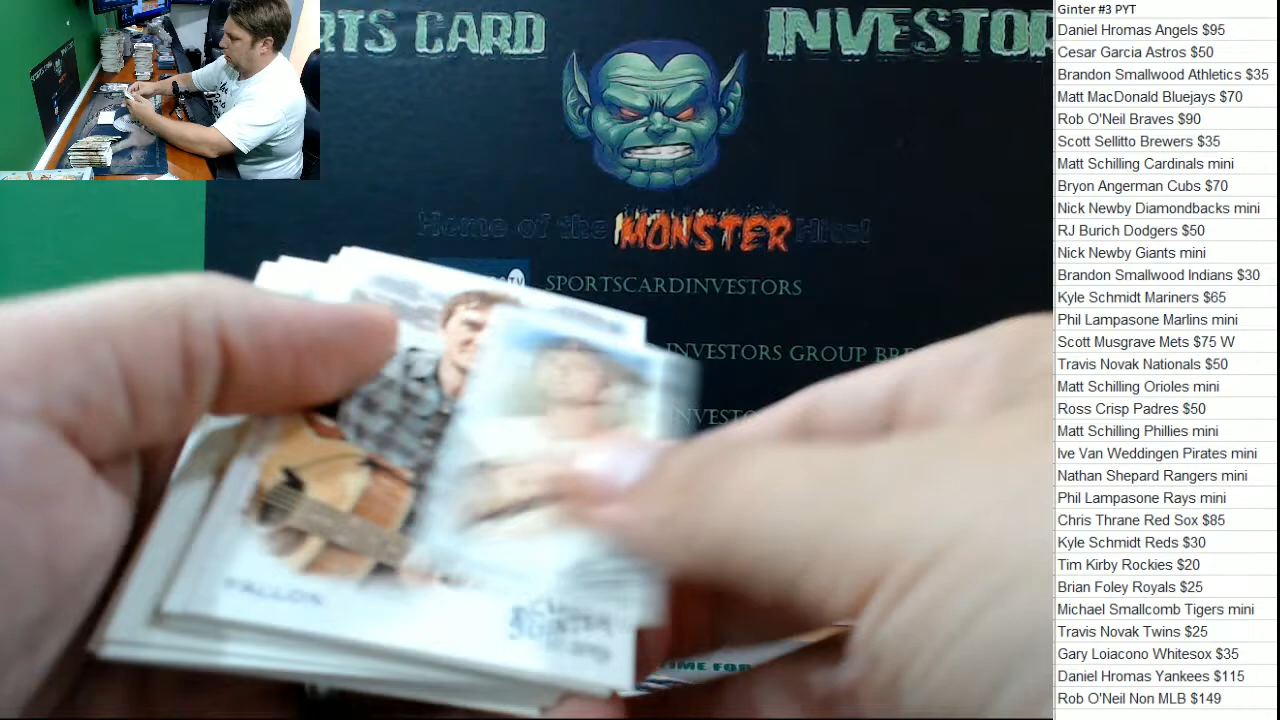 RTS CARD INVESTOR
Home of the MONSTER Hits!
SPORTSCARDINVESTORS
INVESTORS GROUP BRE
INVESTO
TIME FOR
FALLON
Ginter #3 PYT
Daniel Hromas Angels $95
Cesar Garcia Astros $50
Brandon Smallwood Athletics $35
Matt MacDonald Bluejays $70
Rob O'Neil Braves $90
Scott Sellitto Brewers $35
Matt Schilling Cardinals mini
Bryon Angerman Cubs $70
Nick Newby Diamondbacks mini
RJ Burich Dodgers $50
Nick Newby Giants mini
Brandon Smallwood Indians $30
Kyle Schmidt Mariners $65
Phil Lampasone Marlins mini
Scott Musgrave Mets $75 W
Travis Novak Nationals $50
Matt Schilling Orioles mini
Ross Crisp Padres $50
Matt Schilling Phillies mini
Ive Van Weddingen Pirates mini
Nathan Shepard Rangers mini
Phil Lampasone Rays mini
Chris Thrane Red Sox $85
Kyle Schmidt Reds $30
Tim Kirby Rockies $20
Brian Foley Royals $25
Michael Smallcomb Tigers mini
Travis Novak Twins $25
Gary Loiacono Whitesox $35
Daniel Hromas Yankees $115
Rob O'Neil Non MLB $149